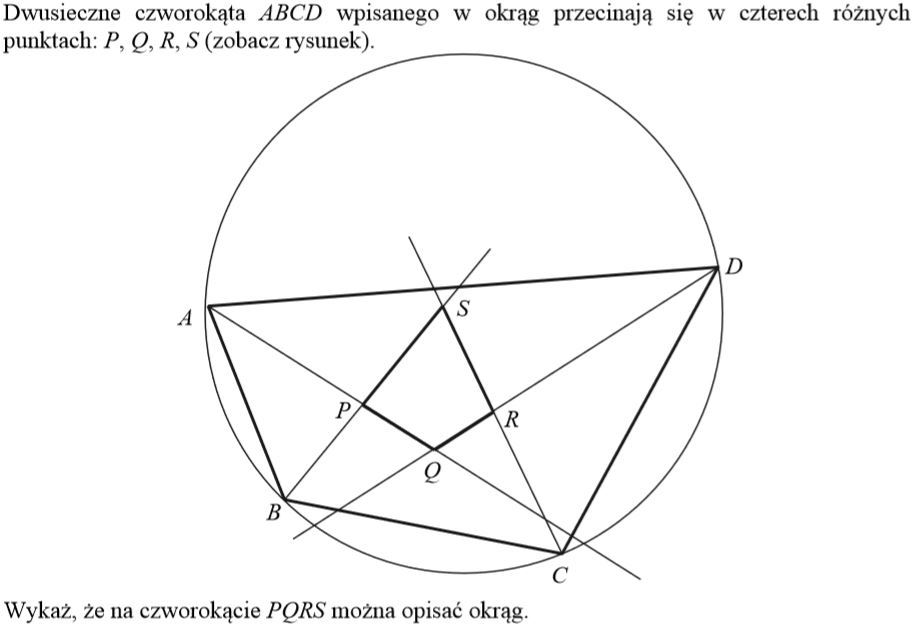 Dwusieczne czworokąta ABCD wpisanego w okrąg przecinają się w czterech różnych
punktach: P, Q, R, S (zobacz rysunek).
D
A
S
P
R
Q
B
C
Wykaż, że na czworokącie PQRS można opisać okrąg.